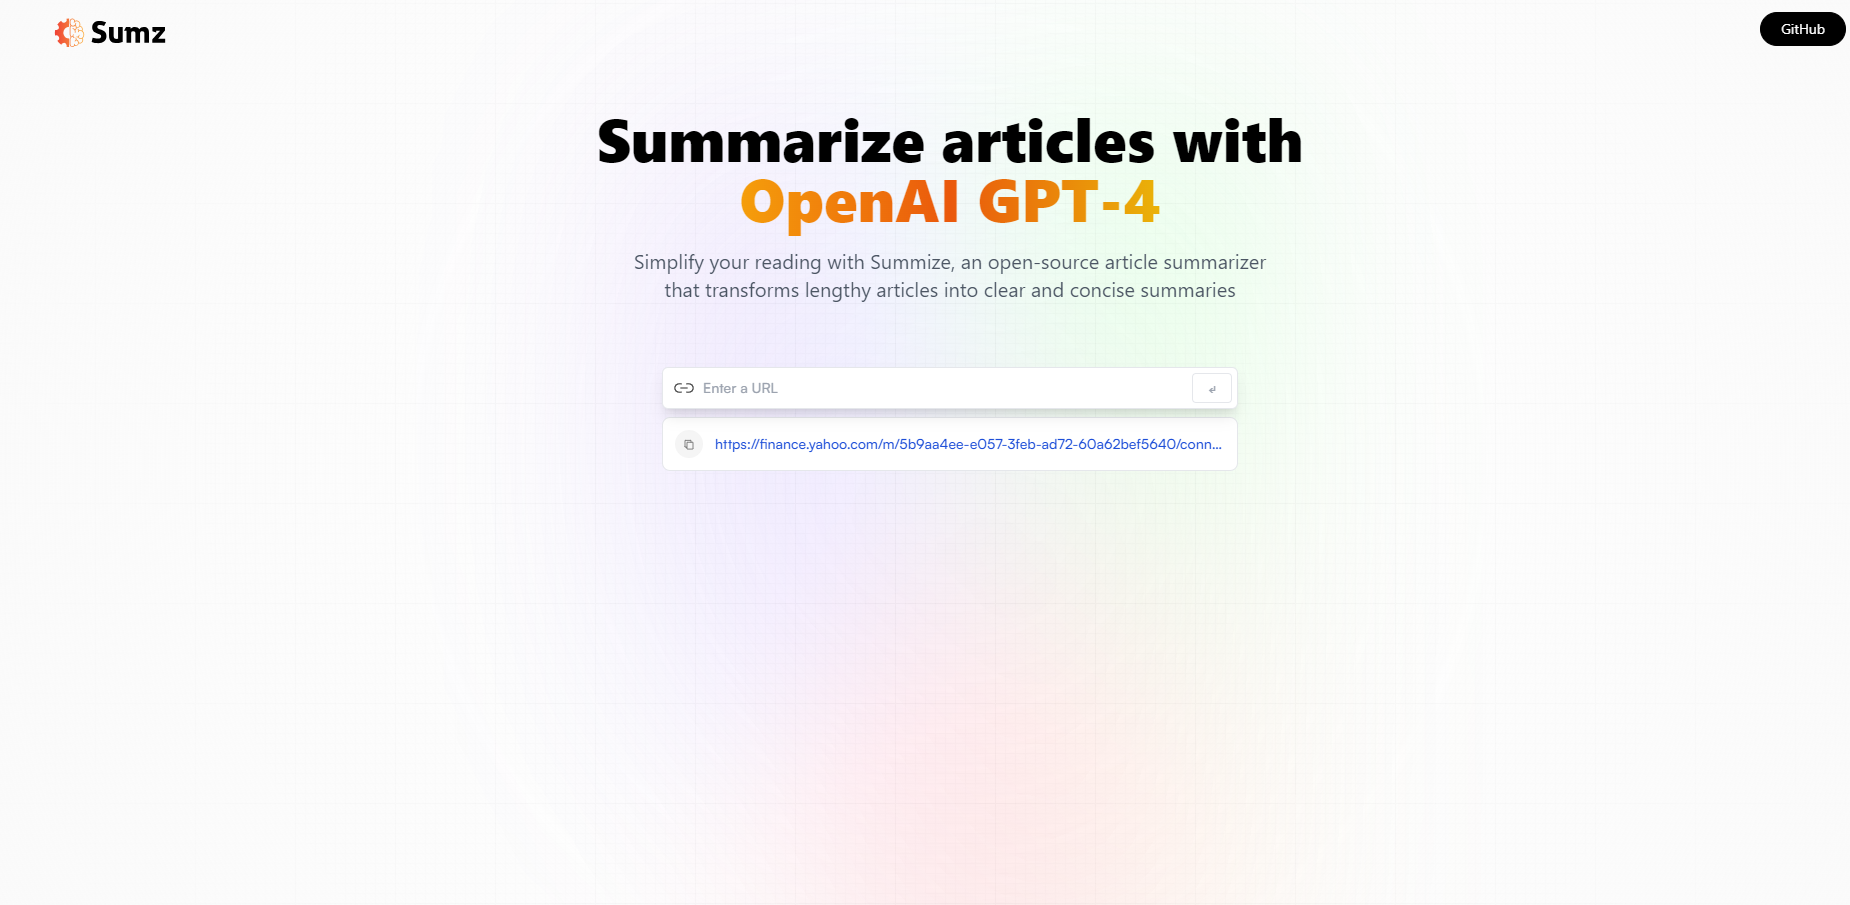 Sumz
GitHub
Summarize articles with
OpenAI GPT-4
Simplify your reading with Summize, an open-source article summarizer
that transforms lengthy articles into clear and concise summaries
Enter a URL
https://finance.yahoo.com/m/5b9aa4ee-e057-3feb-ad72-60a62bef5640/conn...